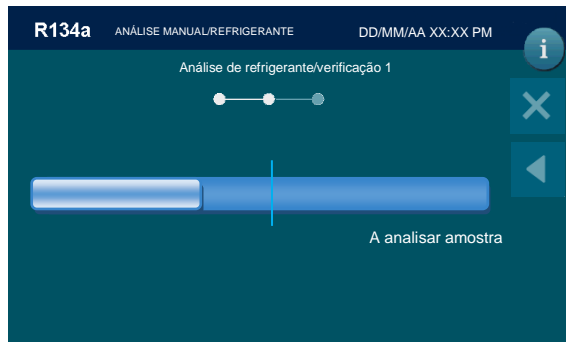 R134a ANÁLISE MANUAL/REFRIGERANTE DD/MM/AA XX:XX PM
i
Análise de refrigerante/verificação 1
A analisar amostra